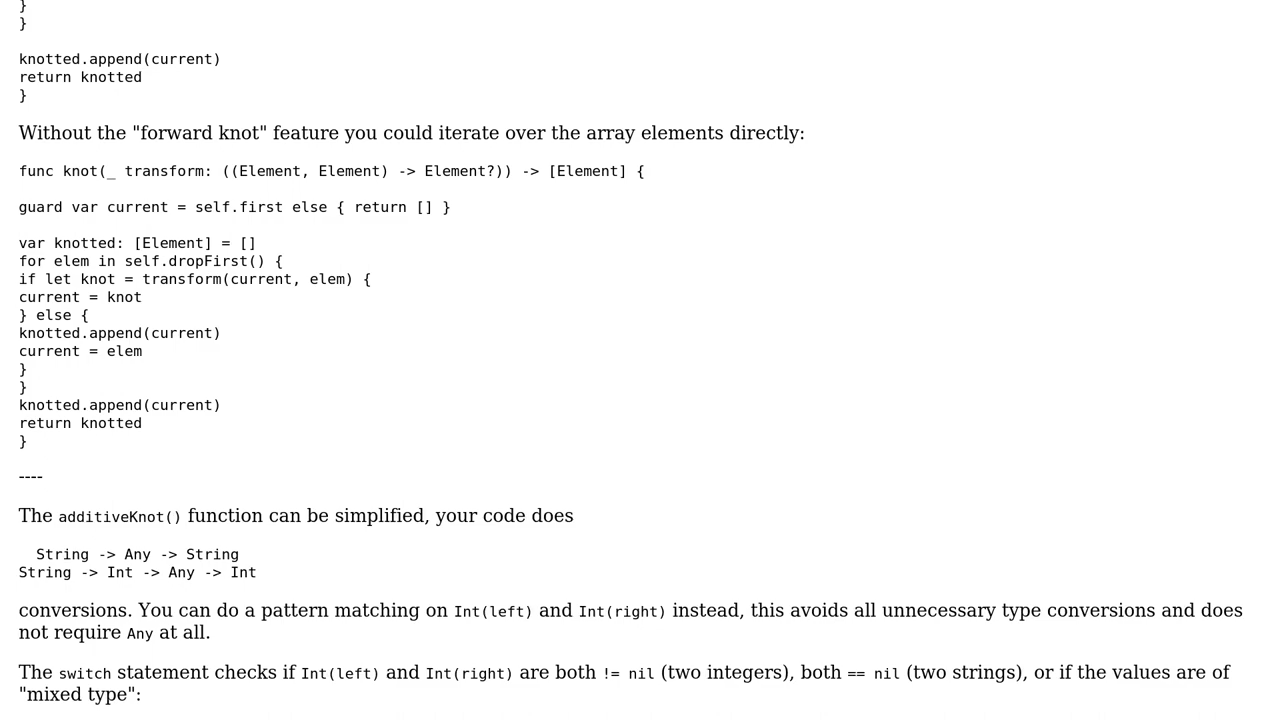 }
}
knotted.append(current)
return knotted
}
Without the "forward knot" feature you could iterate over the array elements directly:
func knot(_ transform: ((Element, Element) -> Element?)) -> [Element] {
guard var current = self.first else { return [] }
var knotted: [Element] = []
for elem in self.dropFirst() {
if let knot = transform(current, elem) {
current = knot
} else {
knotted.append(current)
current = elem
}
}
knotted.append(current)
return knotted
}
----
The additiveKnot() function can be simplified, your code does
String -> Any -> String
String -> Int -> Any -> Int
conversions. You can do a pattern matching on Int(left) and Int(right) instead, this avoids all unnecessary type conversions and does
not require Any at all.
The switch statement checks if Int(left) and Int(right) are both != nil (two integers), both == nil (two strings), or if the values are of
"mixed type":